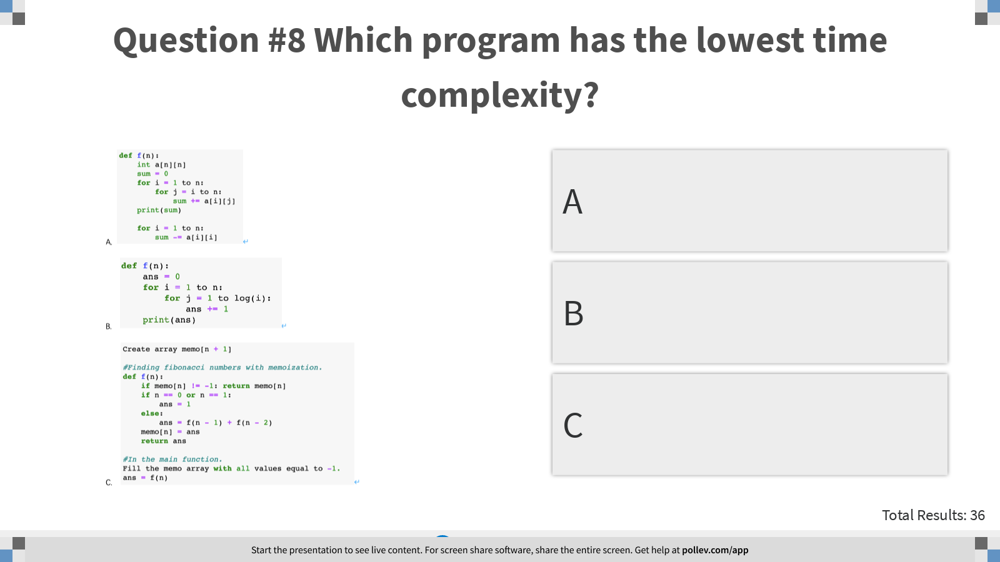 Question #8 Which program has the lowest time
complexity?
def f(n):
    int a[n][n]
    sum = 0
    for i = 1 to n:
        for j = i to n:
            sum += a[i][j]
    print(sum)
    for i = 1 to n:
        sum -= a[i][i]
A.
def f(n):
    ans = 0
    for i = 1 to n:
        for j = 1 to log(i):
            ans += 1
    print(ans)
B.
Create array memo[n + 1]
#Finding fibonacci numbers with memoization.
def f(n):
    if memo[n] != -1: return memo[n]
    if n == 0 or n == 1:
        ans = 1
    else:
        ans = f(n - 1) + f(n - 2)
    memo[n] = ans
    return ans
#In the main function.
Fill the memo array with all values equal to -1.
ans = f(n)
C.
A
B
C
Total Results: 36
Start the presentation to see live content. For screen share software, share the entire screen. Get help at pollev.com/app